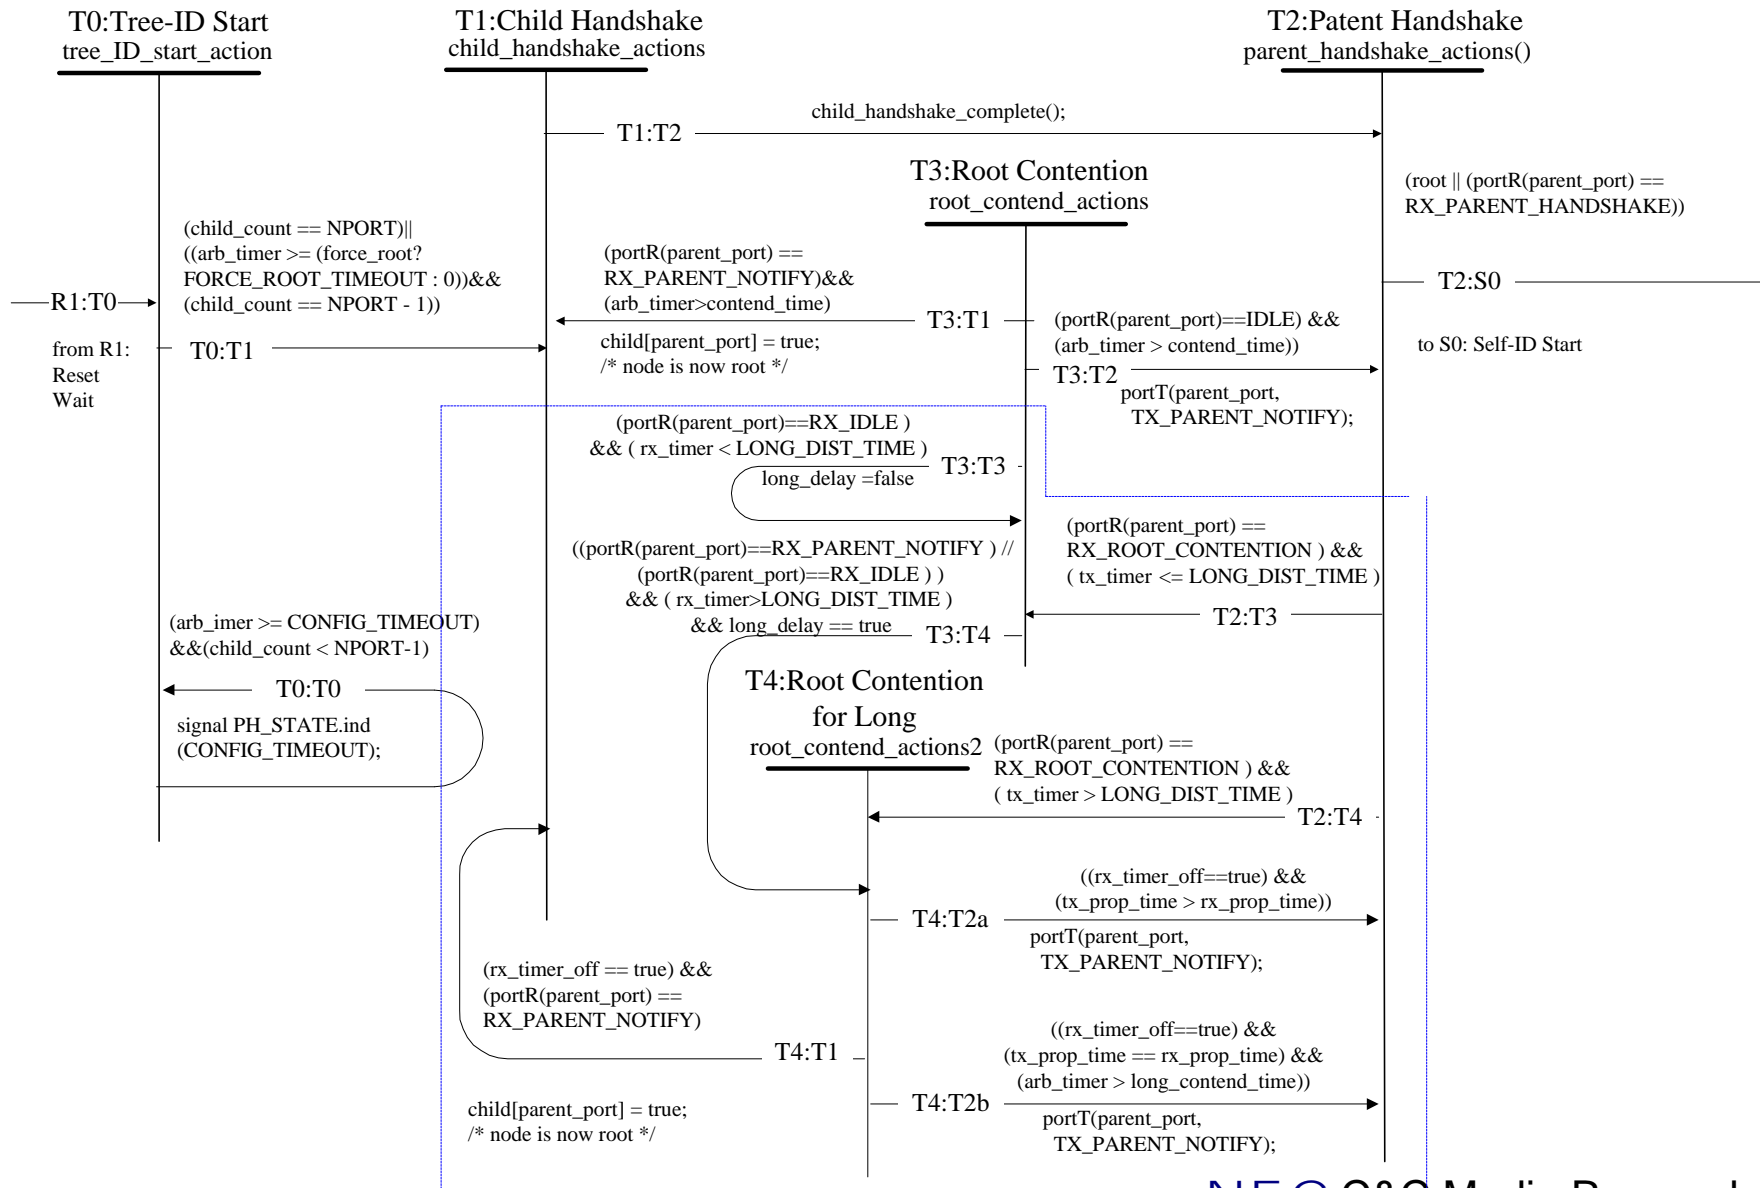 T0:Tree-ID Start
tree_ID_start_action
T1:Child Handshake
child_handshake_actions
T2:Patent Handshake
parent_handshake_actions()
child_handshake_complete();
T1:T2
T3:Root Contention
root_contend_actions
(root || (portR(parent_port) ==
RX_PARENT_HANDSHAKE))
(child_count == NPORT)||
((arb_timer >= (force_root?
FORCE_ROOT_TIMEOUT : 0))&&
(child_count == NPORT - 1))
(portR(parent_port) ==
RX_PARENT_NOTIFY)&&
(arb_timer>contend_time)
T2:S0
R1:T0
T3:T1
(portR(parent_port)==IDLE) &&
(arb_timer > contend_time))
from R1:
Reset
Wait
T0:T1
child[parent_port] = true;
/* node is now root */
to S0: Self-ID Start
T3:T2
portT(parent_port,
TX_PARENT_NOTIFY);
(portR(parent_port)==RX_IDLE )
&& ( rx_timer < LONG_DIST_TIME )
T3:T3
long_delay =false
(portR(parent_port) ==
RX_ROOT_CONTENTION ) &&
( tx_timer <= LONG_DIST_TIME )
((portR(parent_port)==RX_PARENT_NOTIFY ) //
(portR(parent_port)==RX_IDLE ) )
&& ( rx_timer>LONG_DIST_TIME )
&& long_delay == true
T2:T3
(arb_imer >= CONFIG_TIMEOUT)
&&(child_count < NPORT-1)
T3:T4
T0:T0
T4:Root Contention
for Long
root_contend_actions2
signal PH_STATE.ind
(CONFIG_TIMEOUT);
(portR(parent_port) ==
RX_ROOT_CONTENTION ) &&
( tx_timer > LONG_DIST_TIME )
T2:T4
((rx_timer_off==true) &&
(tx_prop_time > rx_prop_time))
T4:T2a
portT(parent_port,
TX_PARENT_NOTIFY);
(rx_timer_off == true) &&
(portR(parent_port) ==
RX_PARENT_NOTIFY)
T4:T1
((rx_timer_off==true) &&
(tx_prop_time == rx_prop_time) &&
(arb_timer > long_contend_time))
T4:T2b
child[parent_port] = true;
/* node is now root */
portT(parent_port,
TX_PARENT_NOTIFY);